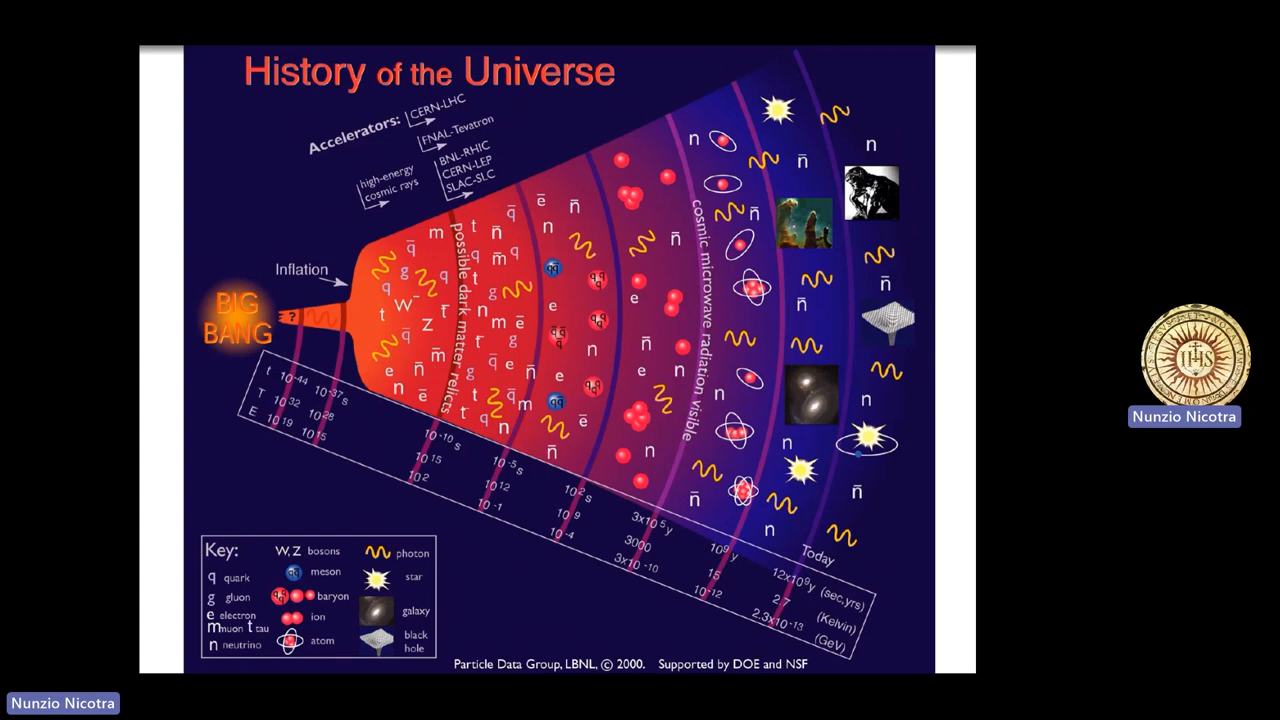 History of the Universe
Accelerators:
CERN-LHC
FNAL-Tevatron
BNL-RHIC
CERN-LEP
SLAC-SLC
high-energy
cosmic rays
Inflation
BIG
BANG
?
possible dark matter relicts
cosmic microwave radiation visible
t 10-44 10-37s 10-10s 10-5s 102s 3x105y 109y 12x109y (sec,yrs)
T 1032 1028 1015 1012 109 3000 15 2.7 (Kelvin)
E 1019 1015 102 10-1 10-4 3x10-10 10-12 2.3x10-13 (GeV)
Today
Key:
W, Z bosons
photon
q quark
meson
star
g gluon
baryon
e electron
ion
galaxy
m muon t tau
n neutrino
atom
black
hole
Particle Data Group, LBNL, © 2000. Supported by DOE and NSF
IHS
Nunzio Nicotra
Nunzio Nicotra